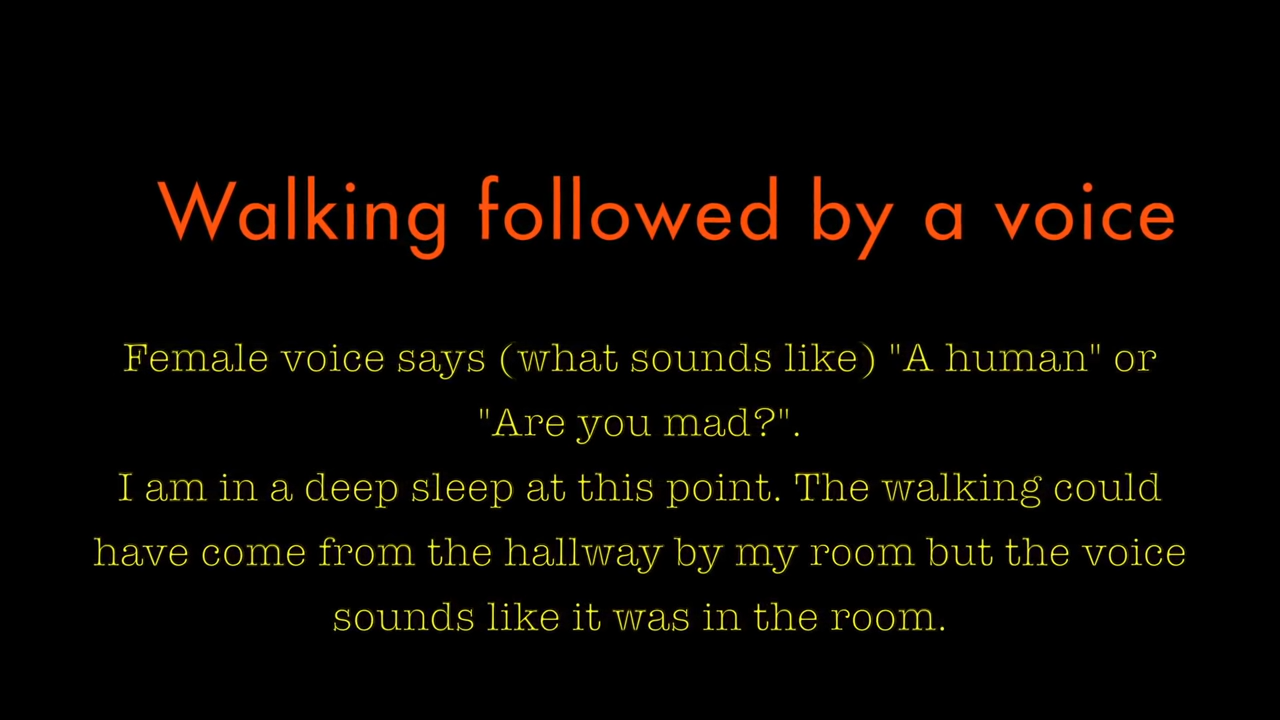 Walking followed by a voice
Female voice says (what sounds like) "A human" or
"Are you mad?".
I am in a deep sleep at this point. The walking could
have come from the hallway by my room but the voice
sounds like it was in the room.